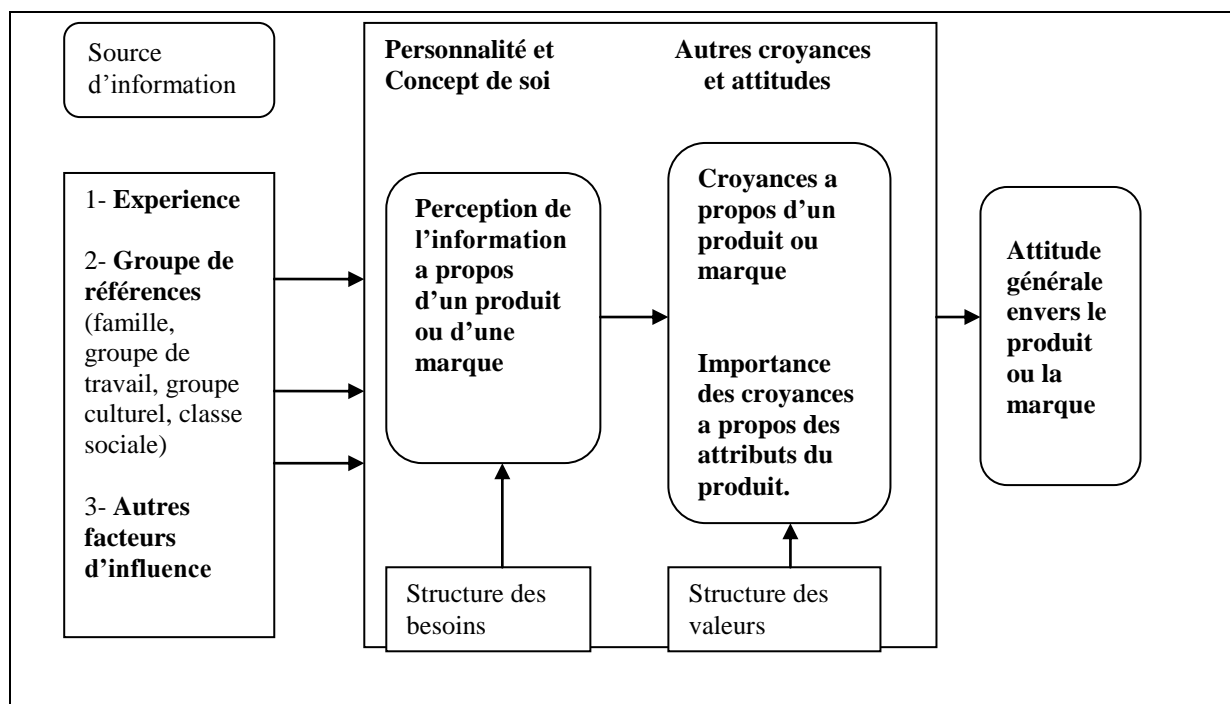 Source
d’information
1- Experience
2- Groupe de
références
(famille,
groupe de
travail, groupe
culturel, classe
sociale)
3- Autres
facteurs
d’influence
Personnalité et
Concept de soi
Autres croyances
et attitudes
Perception de
l’information
a propos
d’un produit
ou d’une
marque
Croyances a
propos d’un
produit ou
marque
Importance
des croyances
a propos des
attributs du
produit.
Structure des
besoins
Structure des
valeurs
Attitude
générale
envers le
produit
ou la
marque